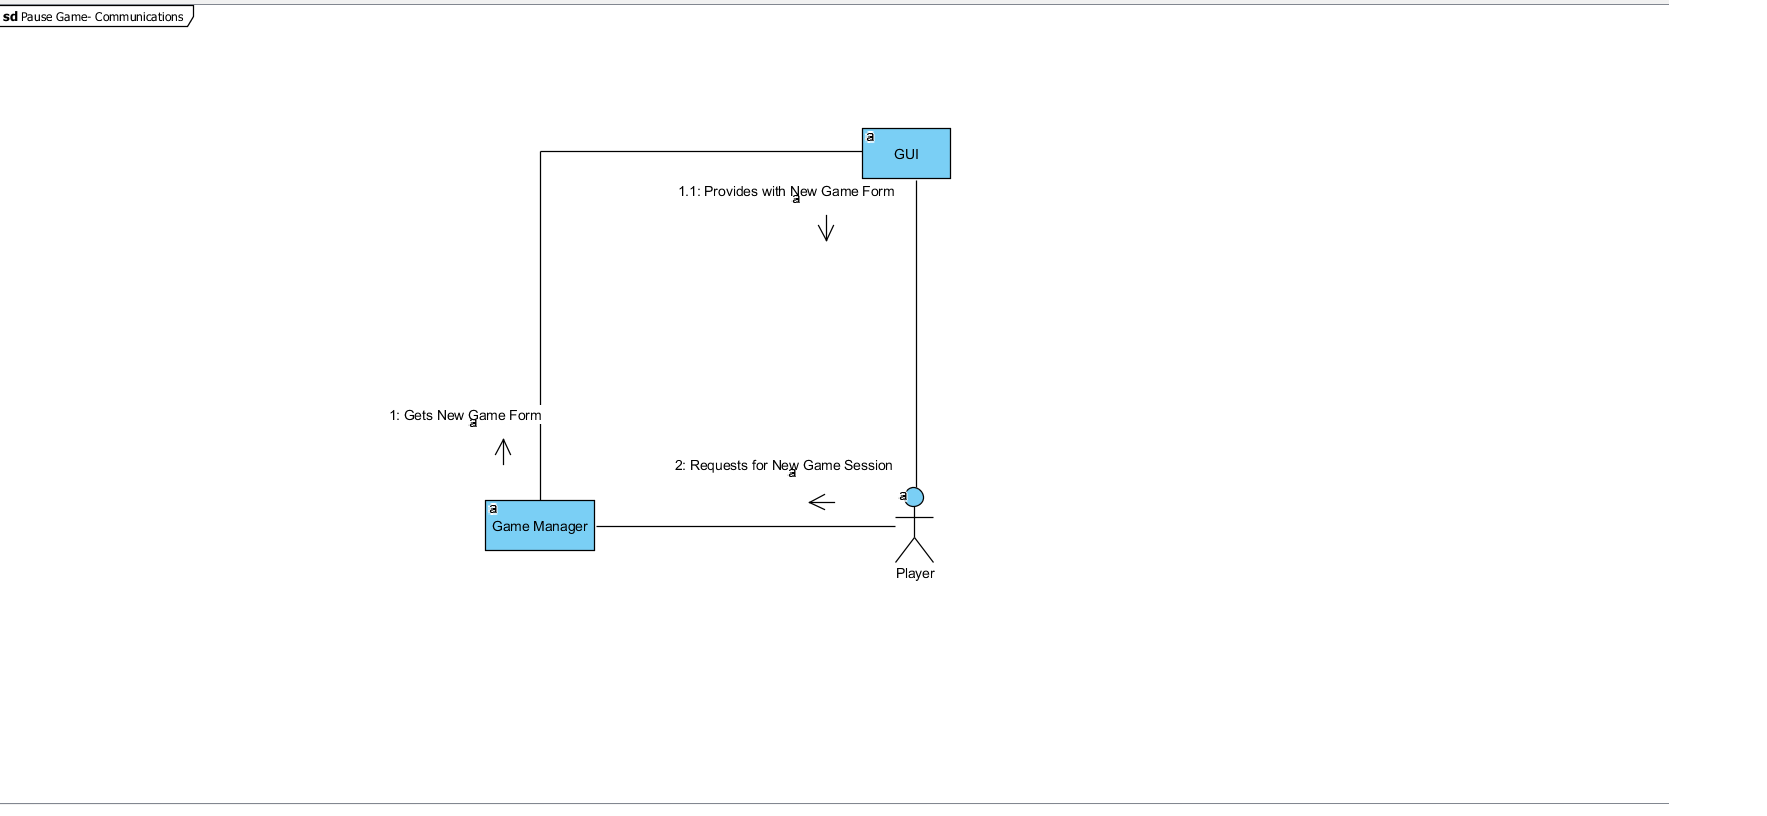 sd Pause Game- Communications
a
GUI
1.1: Provides with New Game Form
a
1: Gets New Game Form
a
2: Requests for New Game Session
a
a
a
Game Manager
Player